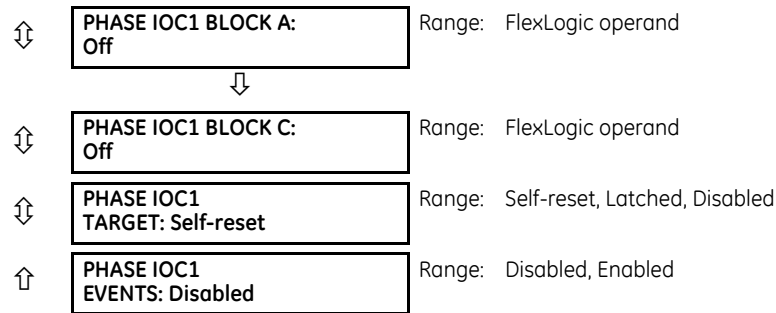 PHASE IOC1 BLOCK A:
Off
Range: FlexLogic operand
PHASE IOC1 BLOCK C:
Off
Range: FlexLogic operand
PHASE IOC1
TARGET: Self-reset
Range: Self-reset, Latched, Disabled
PHASE IOC1
EVENTS: Disabled
Range: Disabled, Enabled